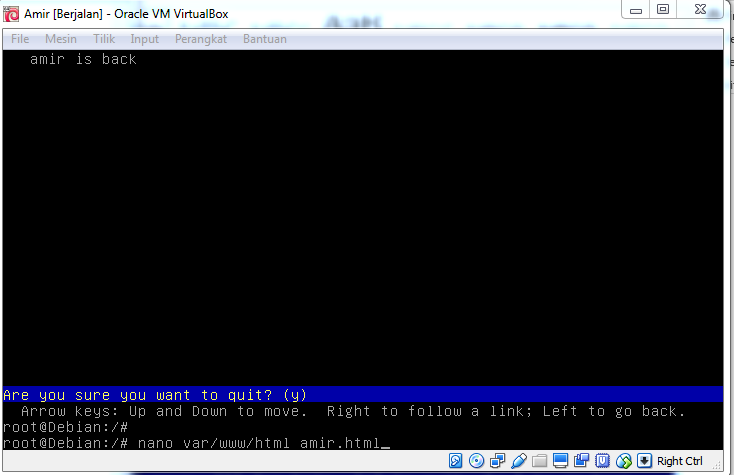 Amir [Berjalan] - Oracle VM VirtualBox
File Mesin Tilik Input Perangkat Bantuan
amir is back
Are you sure you want to quit? (y)
Arrow keys: Up and Down to move. Right to follow a link; Left to go back.
root@Debian:/#
root@Debian:/# nano var/www/html amir.html_
Right Ctrl